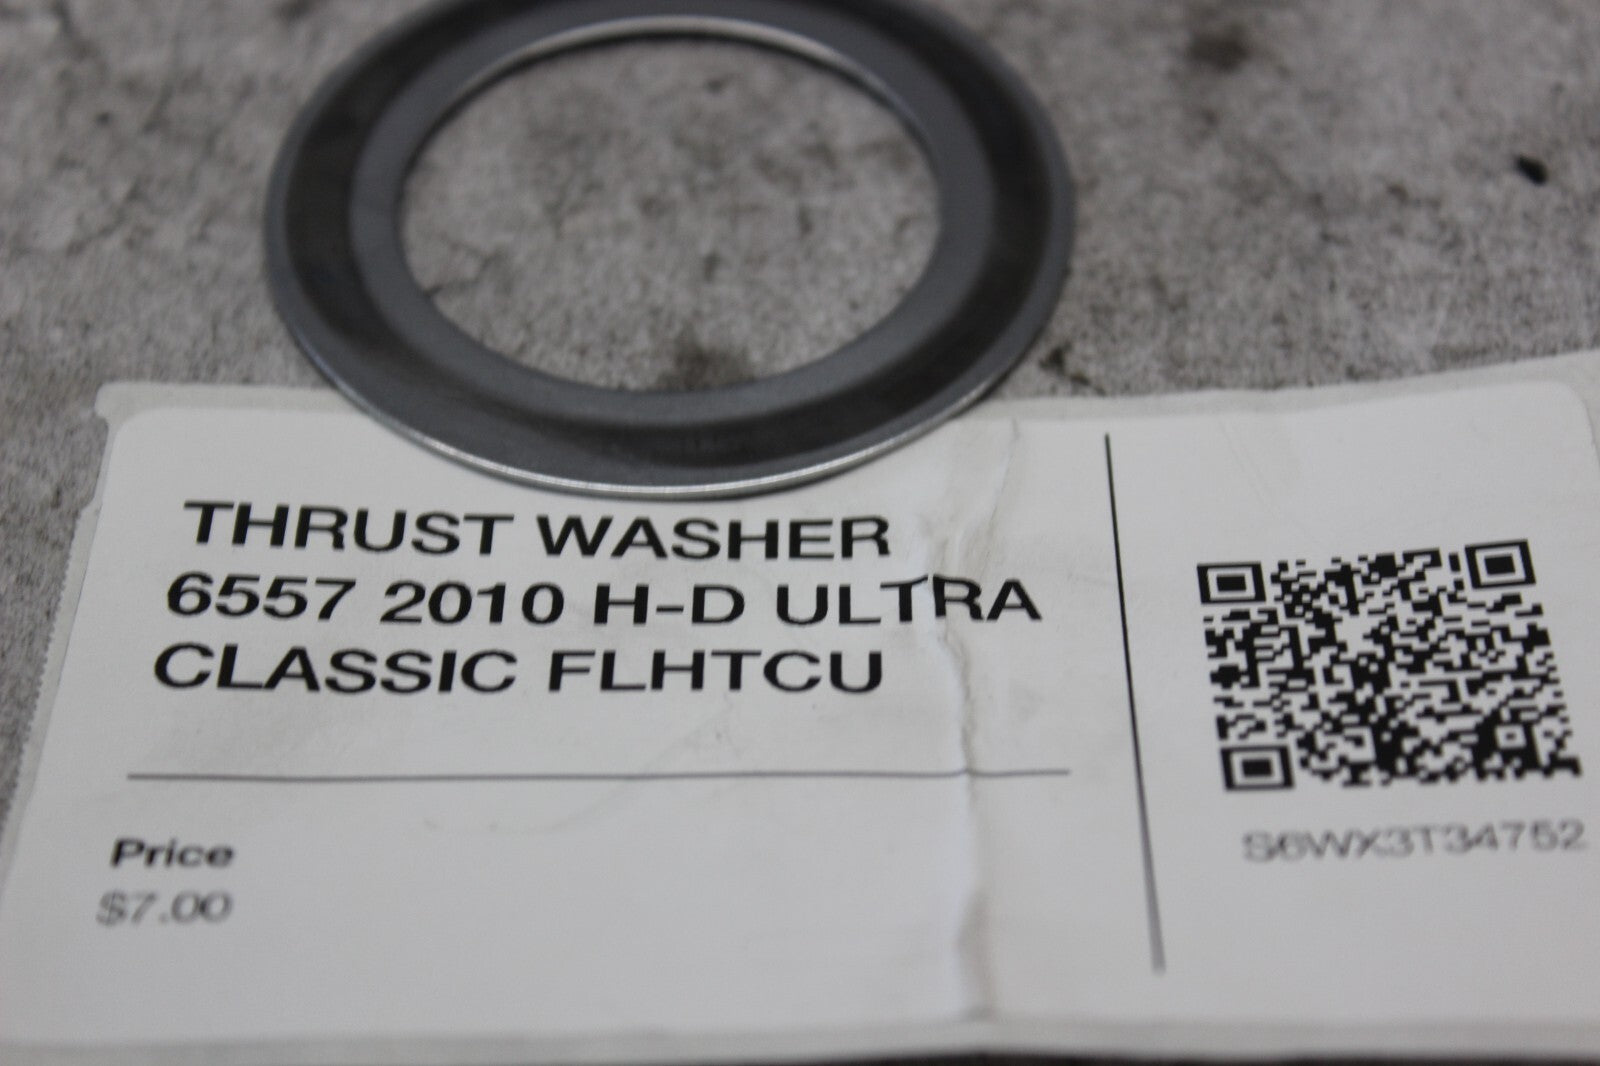 THRUST WASHER
6557 2010 H-D ULTRA
CLASSIC FLHTCU
Price
$7.00
S6WX3T34752